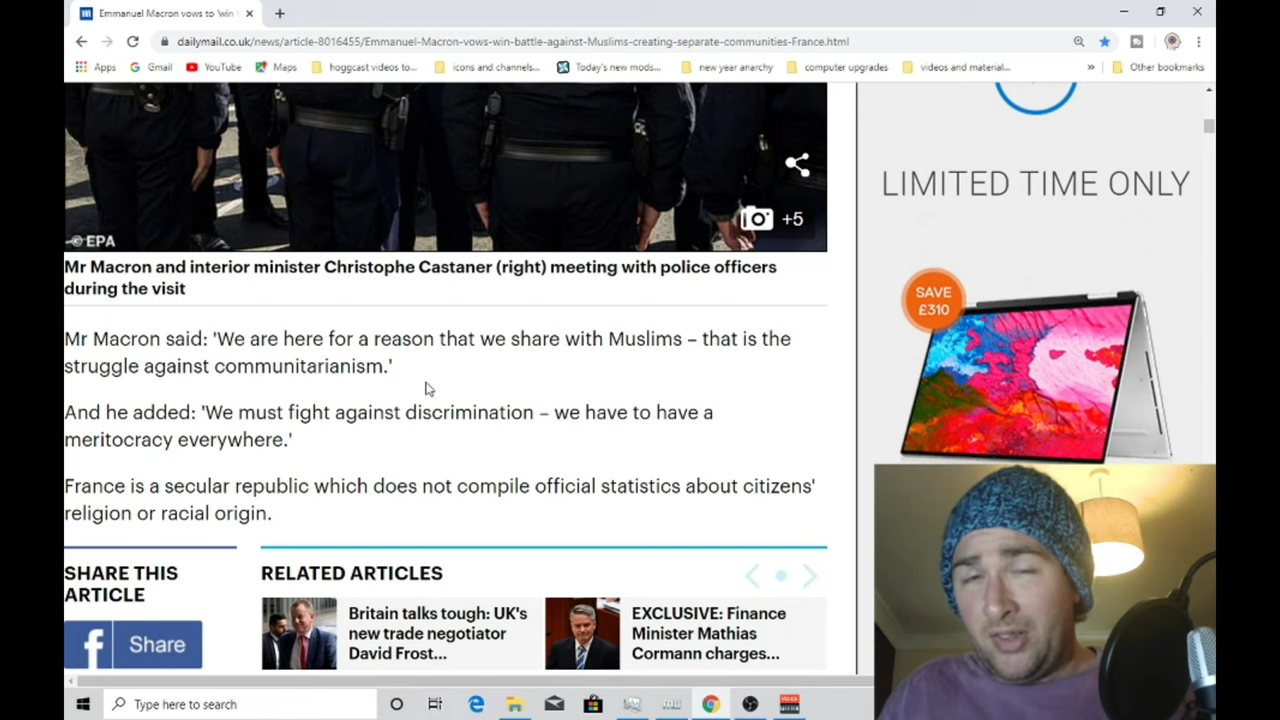 Emmanuel Macron vows to 'win
dailymail.co.uk/news/article-8016455/Emmanuel-Macron-vows-win-battle-against-Muslims-creating-separate-communities-France.html
Apps Gmail YouTube Maps hoggcast videos to... icons and channels... Today's new mods... new year anarchy computer upgrades videos and material... » Other bookmarks
+5
© EPA
Mr Macron and interior minister Christophe Castaner (right) meeting with police officers
during the visit
Mr Macron said: 'We are here for a reason that we share with Muslims – that is the
struggle against communitarianism.'
And he added: 'We must fight against discrimination – we have to have a
meritocracy everywhere.'
France is a secular republic which does not compile official statistics about citizens'
religion or racial origin.
SHARE THIS
ARTICLE
f Share
RELATED ARTICLES
Britain talks tough: UK's
new trade negotiator
David Frost...
EXCLUSIVE: Finance
Minister Mathias
Cormann charges...
LIMITED TIME ONLY
SAVE
£310
Type here to search